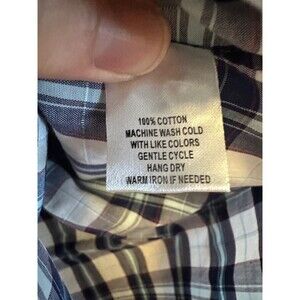 100% COTTON
MACHINE WASH COLD
WITH LIKE COLORS
GENTLE CYCLE
HANG DRY
WARM IRON IF NEEDED